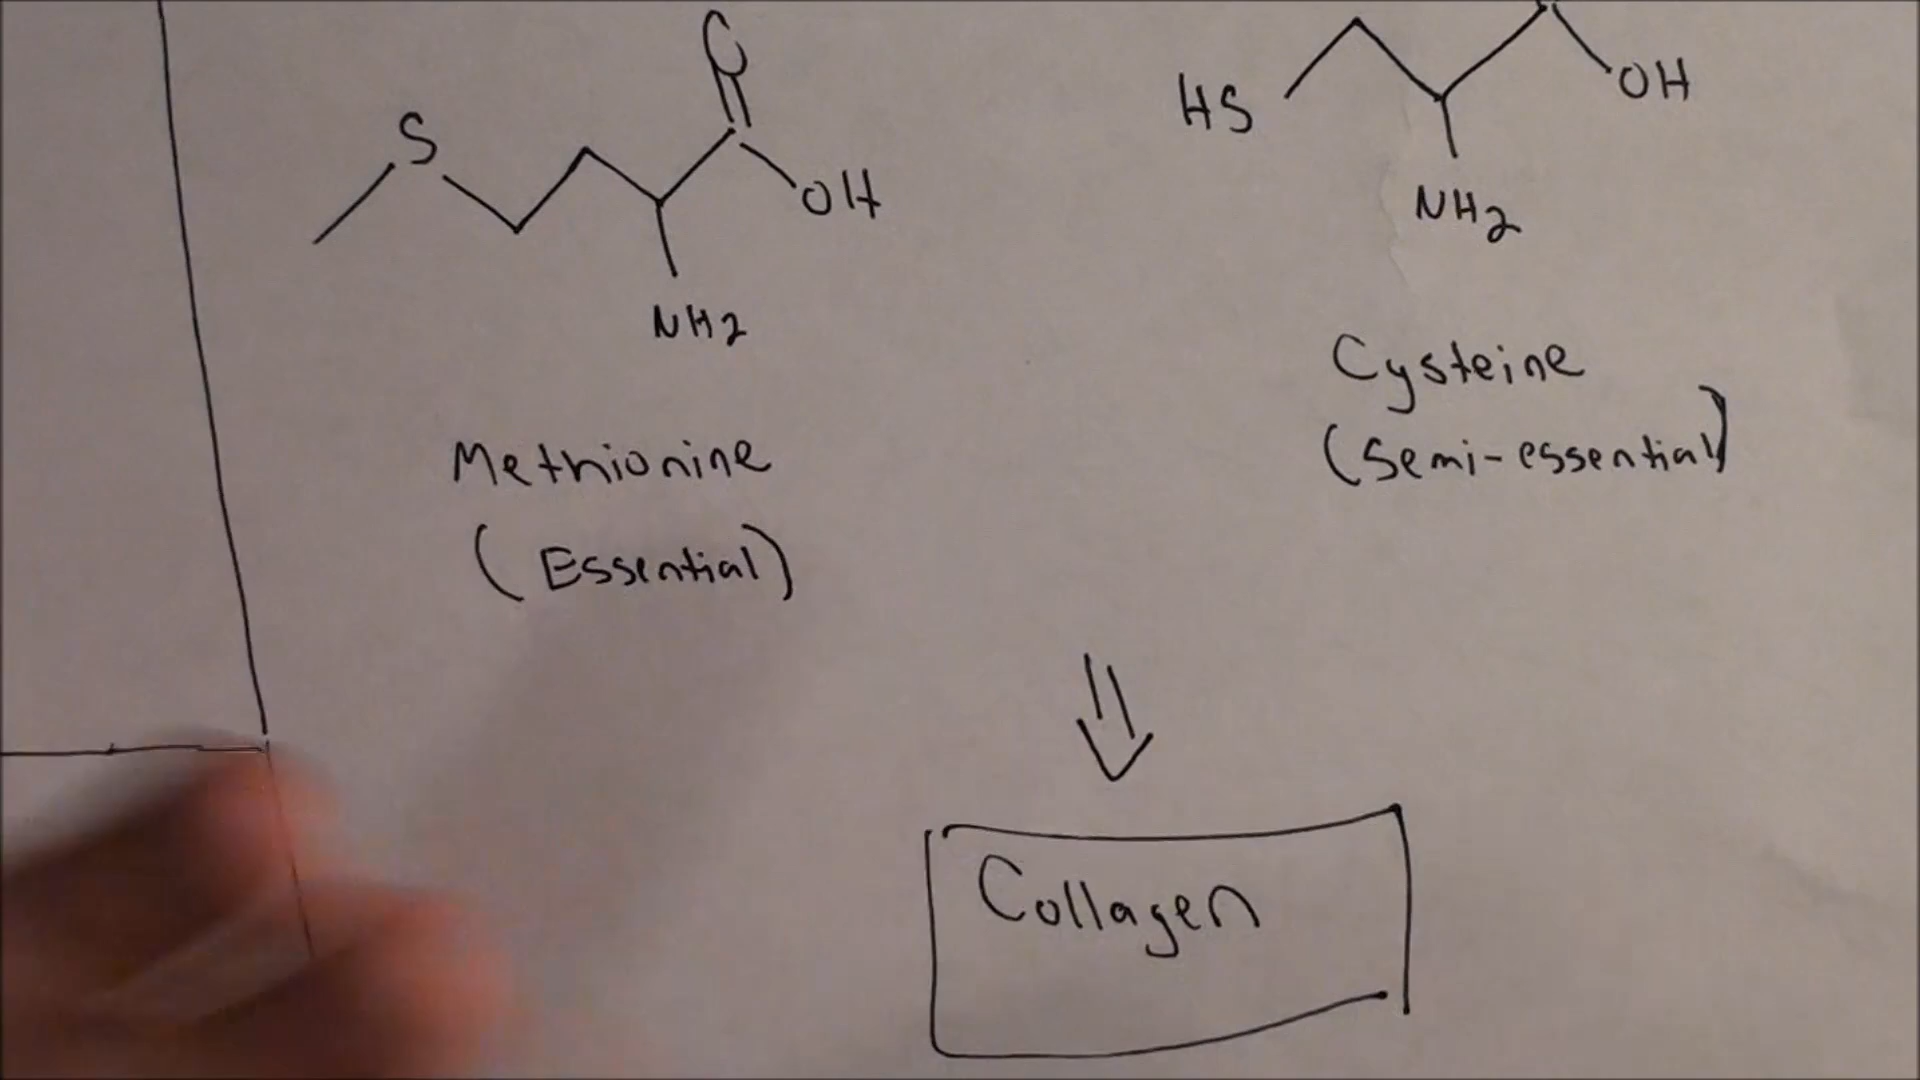 O
S
OH
NH2
HS
OH
NH2
Methionine
(Essential)
Cysteine
(Semi-essential)
Collagen